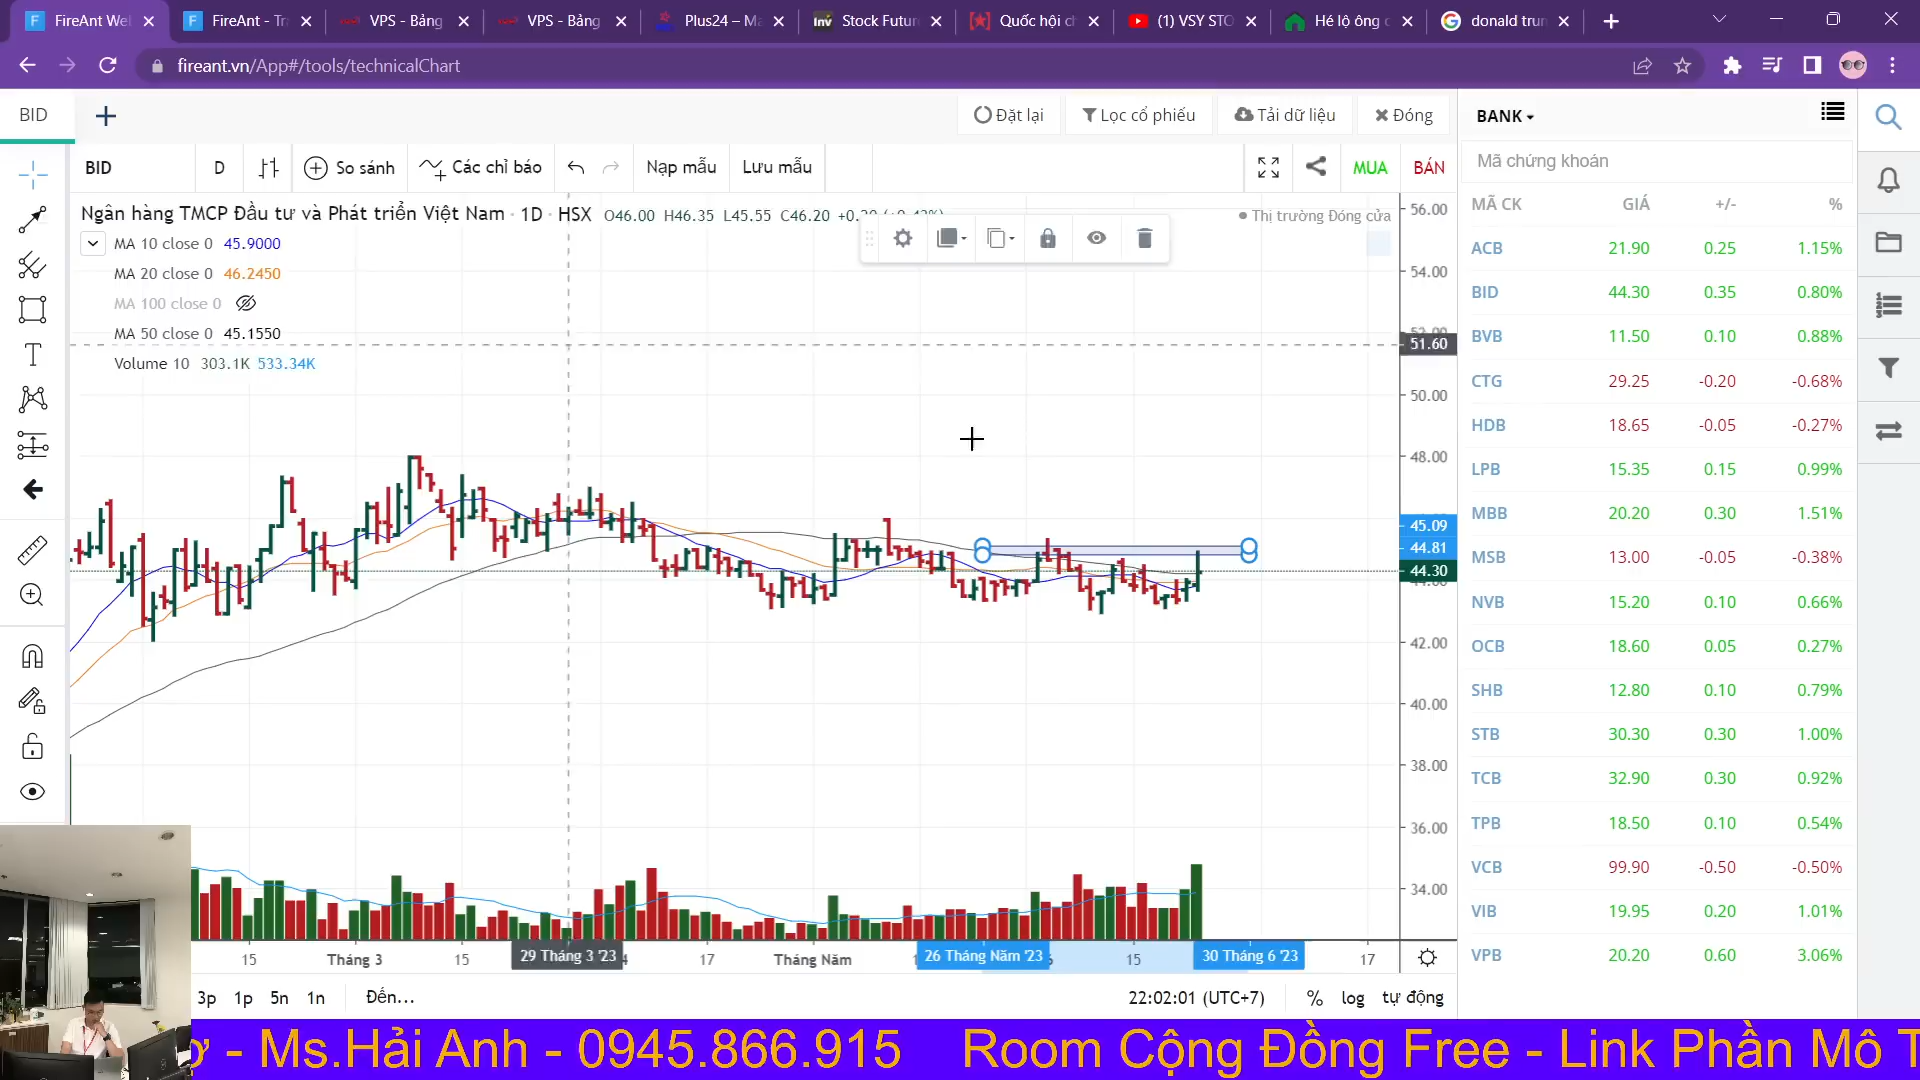 FireAnt Wel
FireAnt - Tra
VPS - Bảng
VPS - Bảng
Plus24 – Ma
Stock Futur
Quốc hội ch
(1) VSY STO
Hé lộ ông c
donald trun
fireant.vn/App#/tools/technicalChart
BID
Đặt lại
Lọc cổ phiếu
Tải dữ liệu
Đóng
BANK
BID
D
So sánh
Các chỉ báo
Nạp mẫu
Lưu mẫu
MUA
BÁN
Mã chứng khoán
Ngân hàng TMCP Đầu tư và Phát triển Việt Nam · 1D · HSX O46.00 H46.35 L45.55 C46.20
Thị trường Đóng cửa
MA 10 close 0 45.9000
MA 20 close 0 46.2450
MA 100 close 0
MA 50 close 0 45.1550
Volume 10 303.1K 533.34K
56.00
54.00
52.00
51.60
50.00
48.00
45.09
44.81
44.30
44.00
42.00
40.00
38.00
36.00
34.00
MÃ CK GIÁ +/- %
ACB 21.90 0.25 1.15%
BID 44.30 0.35 0.80%
BVB 11.50 0.10 0.88%
CTG 29.25 -0.20 -0.68%
HDB 18.65 -0.05 -0.27%
LPB 15.35 0.15 0.99%
MBB 20.20 0.30 1.51%
MSB 13.00 -0.05 -0.38%
NVB 15.20 0.10 0.66%
OCB 18.60 0.05 0.27%
SHB 12.80 0.10 0.79%
STB 30.30 0.30 1.00%
TCB 32.90 0.30 0.92%
TPB 18.50 0.10 0.54%
VCB 99.90 -0.50 -0.50%
VIB 19.95 0.20 1.01%
VPB 20.20 0.60 3.06%
15 Tháng 3 15 29 Tháng 3 '23 17 Tháng Năm 26 Tháng Năm '23 15 30 Tháng 6 '23 17
3p 1p 5n 1n Đến...
22:02:01 (UTC+7) % log tự động
- Ms.Hải Anh - 0945.866.915 Room Cộng Đồng Free - Link Phần Mô T